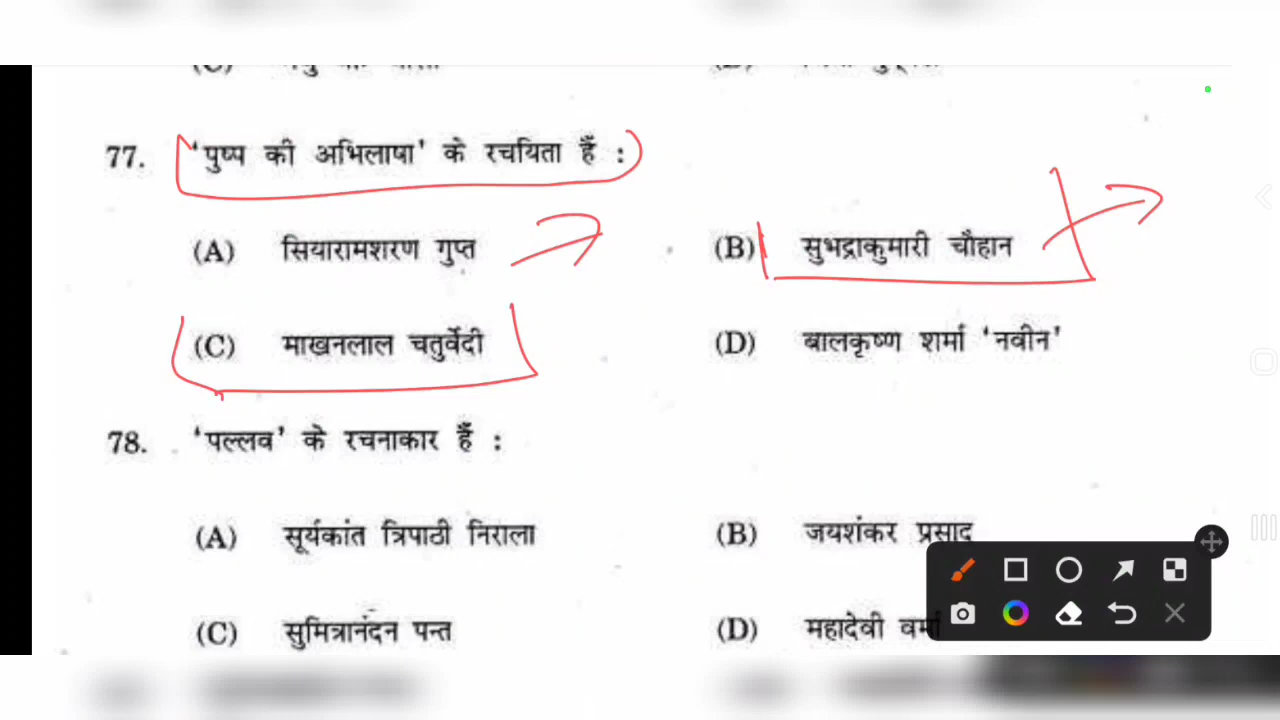 77. 'पुष्प की अभिलाषा' के रचयिता हैं :
(A) सियारामशरण गुप्त (B) सुभद्राकुमारी चौहान
(C) माखनलाल चतुर्वेदी (D) बालकृष्ण शर्मा 'नवीन'
78. 'पल्लव' के रचनाकार हैं :
(A) सूर्यकांत त्रिपाठी निराला (B) जयशंकर प्रसाद
(C) सुमित्रानंदन पन्त (D) महादेवी वर्मा